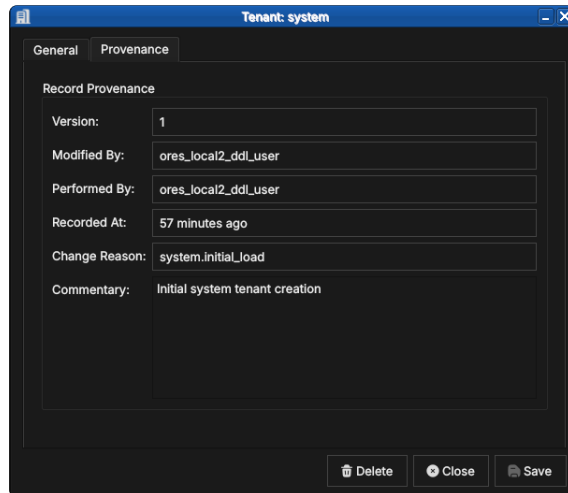 Tenant: system
General Provenance
Record Provenance
Version: 1
Modified By: ores_local2_ddl_user
Performed By: ores_local2_ddl_user
Recorded At: 57 minutes ago
Change Reason: system.initial_load
Commentary: Initial system tenant creation
Delete Close Save